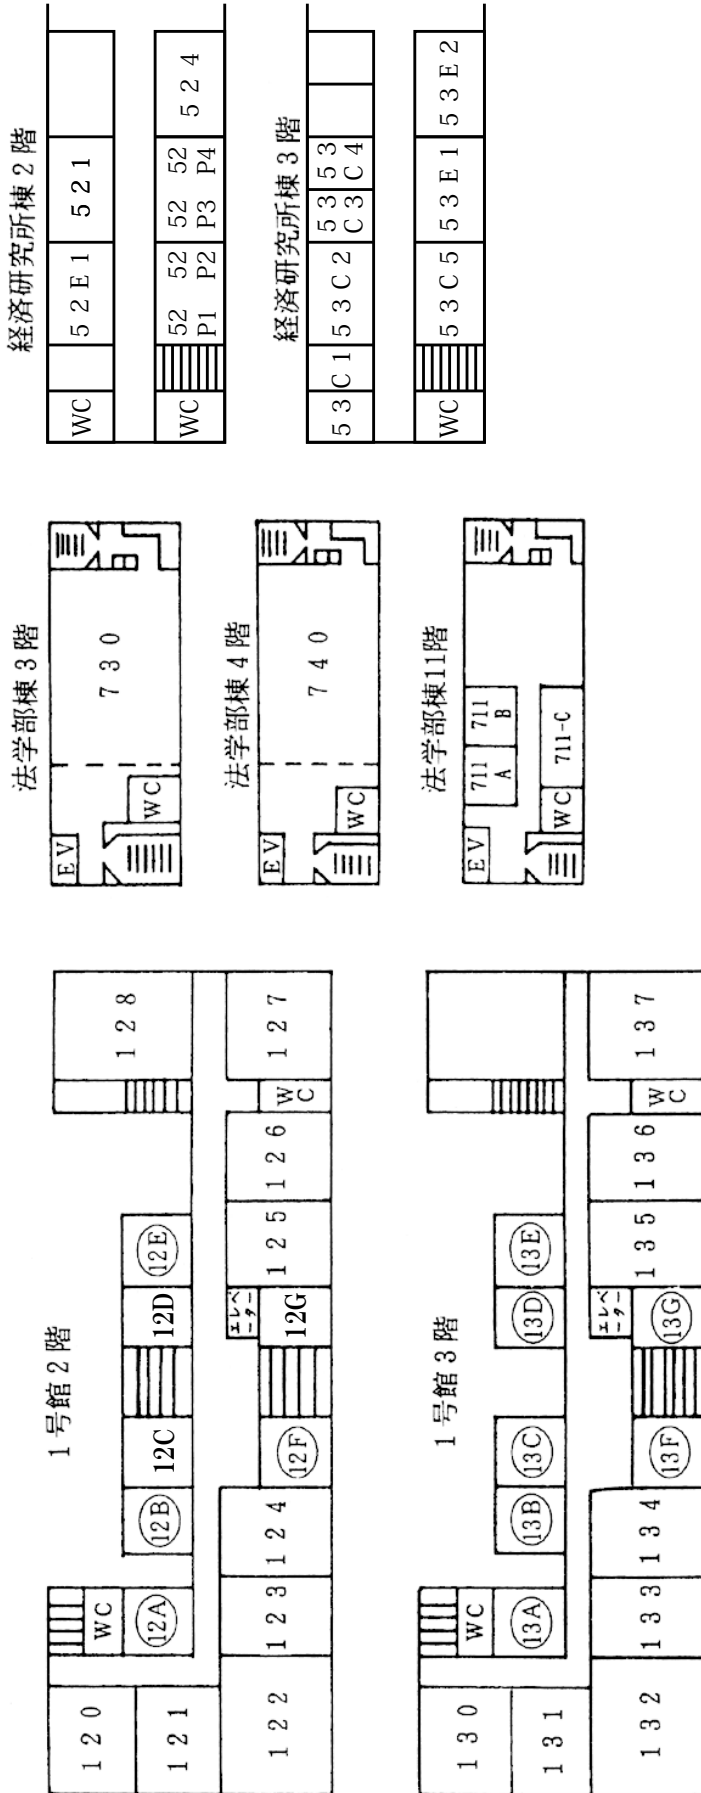 1号館2階
120
121
122
WC
12A
123
12B
124
12C
12F
12D
12G
エレベーター
12E
125
126
WC
128
127
1号館3階
130
131
132
WC
13A
133
13B
134
13C
13F
13D
13G
エレベーター
13E
135
136
WC
137
法学部棟3階
EV
WC
730
法学部棟4階
EV
WC
740
法学部棟11階
EV
WC
711
A
711
B
711-C
経済研究所棟2階
WC
52E1
521
WC
52
P1
52
P2
52
P3
52
P4
524
経済研究所棟3階
53C1
53C2
53
C3
53
C4
WC
53C5
53E1
53E2